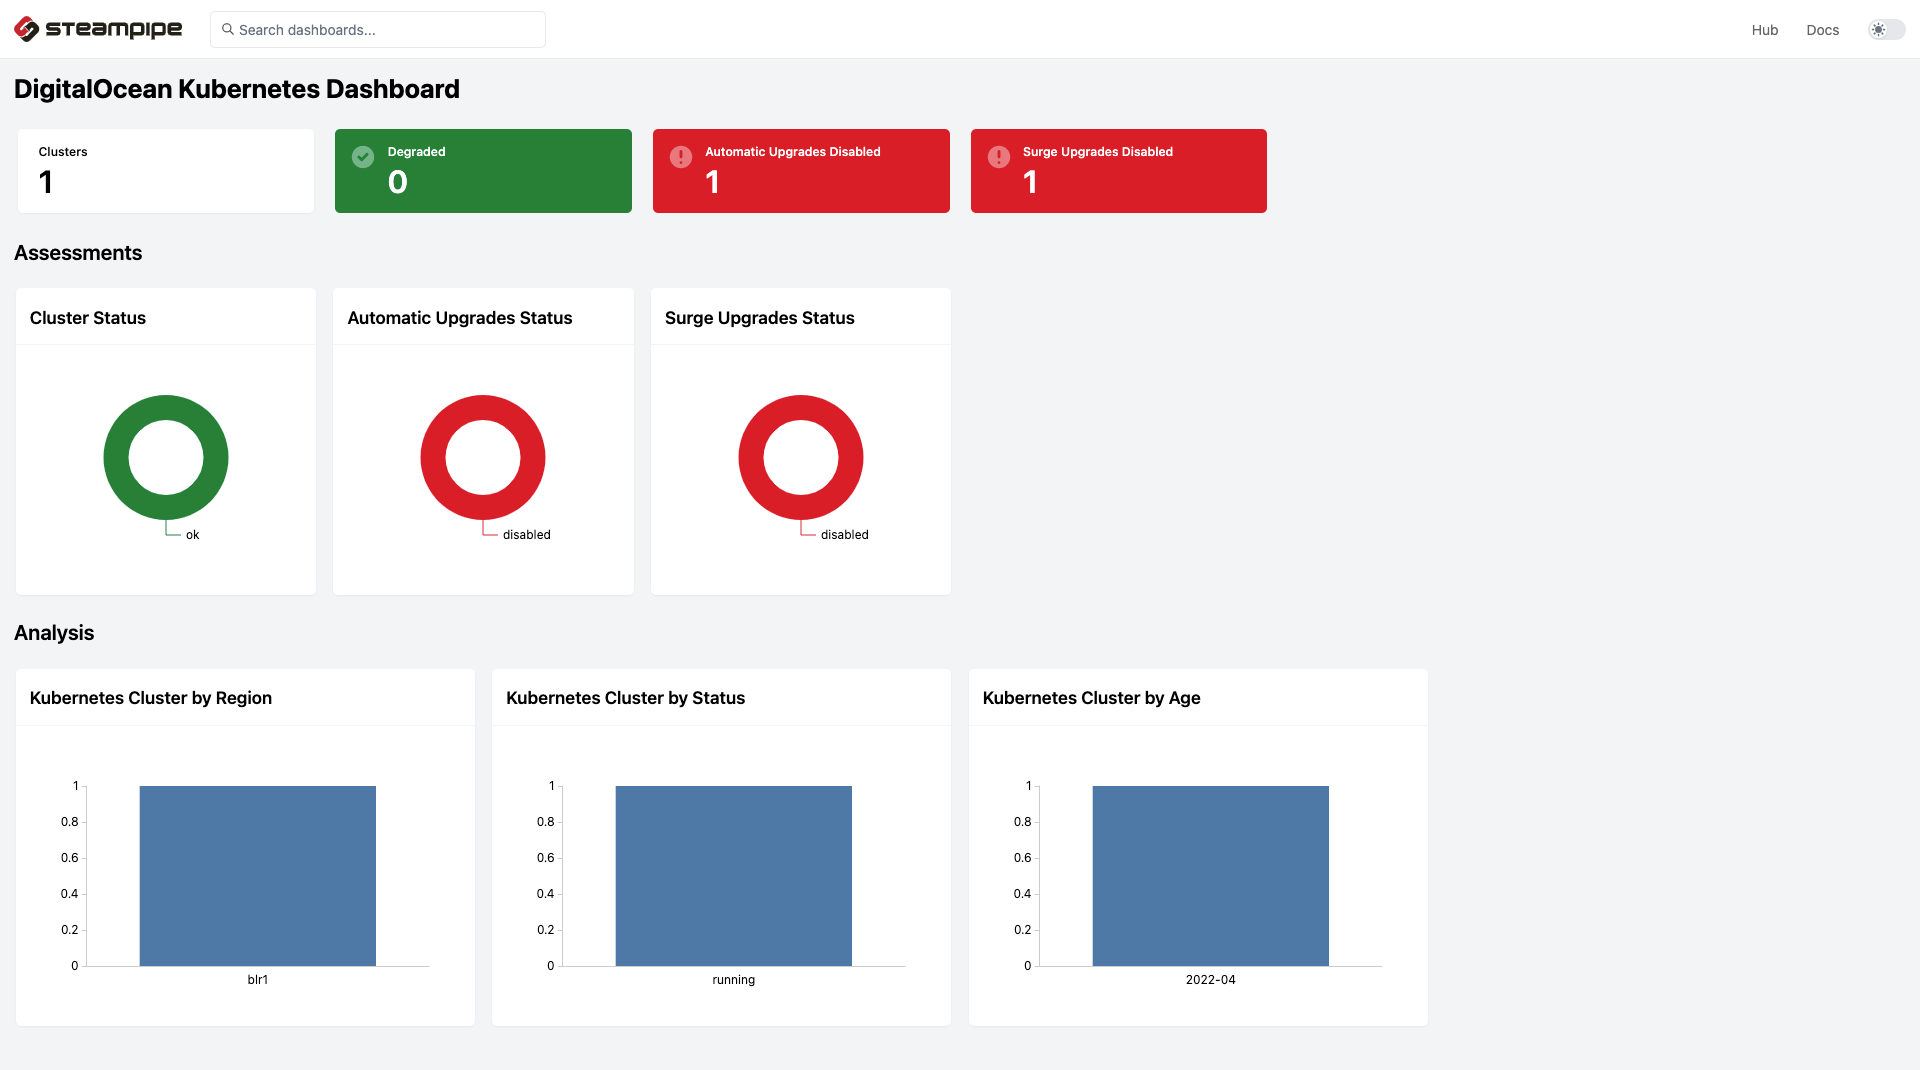 steampipe
Search dashboards...
Hub
Docs
DigitalOcean Kubernetes Dashboard
Clusters
1
Degraded
0
Automatic Upgrades Disabled
1
Surge Upgrades Disabled
1
Assessments
Cluster Status
ok
Automatic Upgrades Status
disabled
Surge Upgrades Status
disabled
Analysis
Kubernetes Cluster by Region
1
0.8
0.6
0.4
0.2
0
blr1
Kubernetes Cluster by Status
1
0.8
0.6
0.4
0.2
0
running
Kubernetes Cluster by Age
1
0.8
0.6
0.4
0.2
0
2022-04